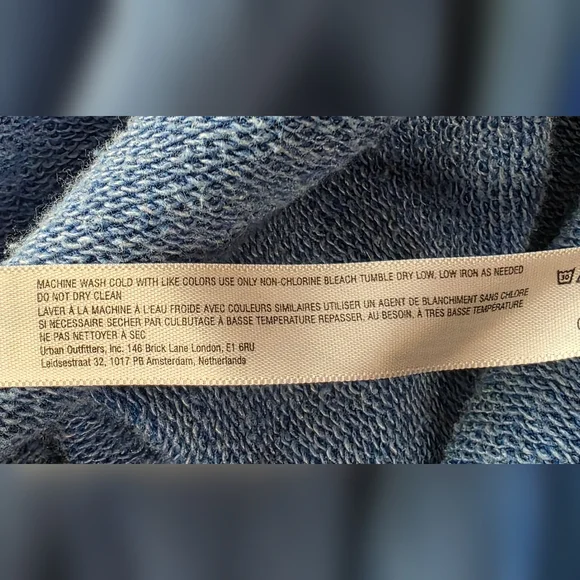 MACHINE WASH COLD WITH LIKE COLORS USE ONLY NON-CHLORINE BLEACH TUMBLE DRY LOW, LOW IRON AS NEEDED
DO NOT DRY CLEAN
LAVER À LA MACHINE À L'EAU FROIDE AVEC COULEURS SIMILAIRES UTILISER UN AGENT DE BLANCHIMENT SANS CHLORE
SI NÉCESSAIRE SECHER PAR CULBUTAGE À BASSE TEMPERATURE REPASSER, AU BESOIN, À TRÈS BASSE TEMPÉRATURE
NE PAS NETTOYER À SEC
Urban Outfitters, Inc. 146 Brick Lane London, E1 6RU
Leidsestraat 32, 1017 PB Amsterdam, Netherlands
30